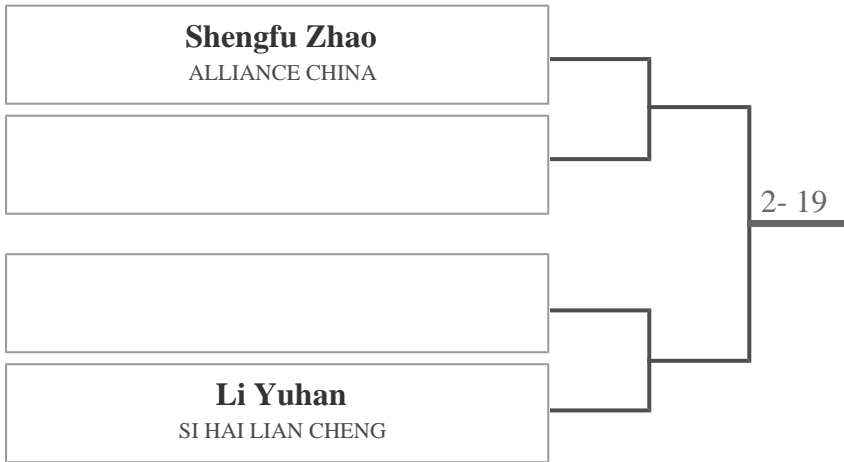 Shengfu Zhao
ALLIANCE CHINA
2- 19
Li Yuhan
SI HAI LIAN CHENG